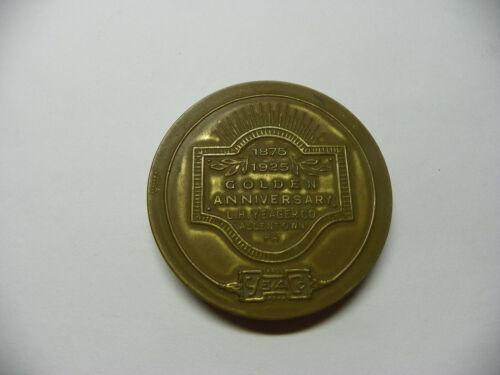 1875
1925
GOLDEN
ANNIVERSARY
L.H. YEAGER CO
ALLENTOWN
PA